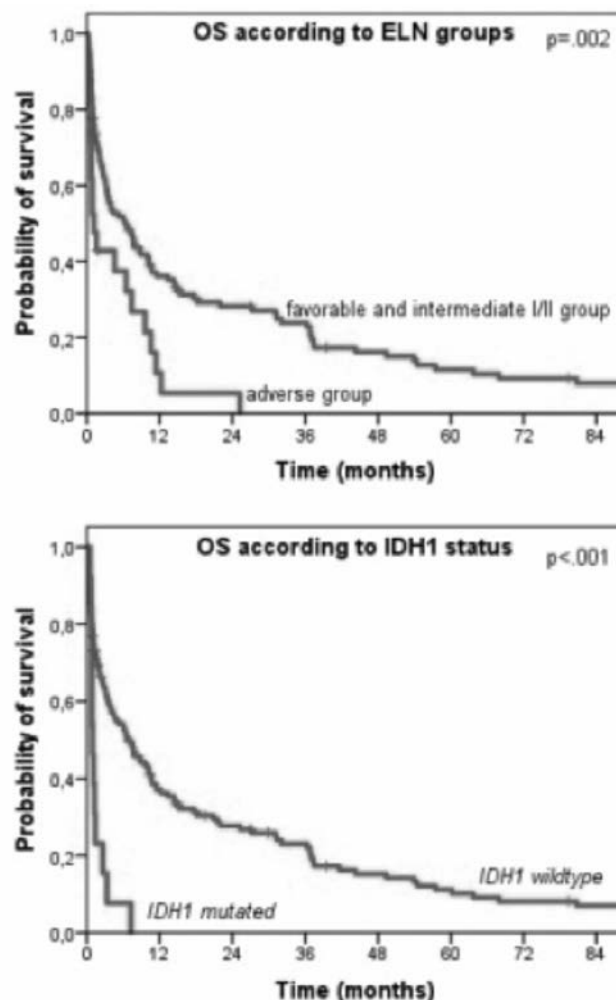 OS according to ELN groups
p=.002
Probability of survival
1,0
0,8
0,6
0,4
0,2
0,0
favorable and intermediate I/II group
adverse group
0 12 24 36 48 60 72 84
Time (months)
OS according to IDH1 status
p<.001
Probability of survival
1,0
0,8
0,6
0,4
0,2
0,0
IDH1 wildtype
IDH1 mutated
0 12 24 36 48 60 72 84
Time (months)